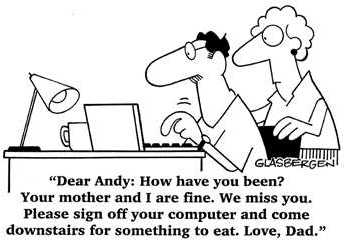 GLASBERGEN
“Dear Andy: How have you been?
Your mother and I are fine. We miss you.
Please sign off your computer and come
downstairs for something to eat. Love, Dad.”